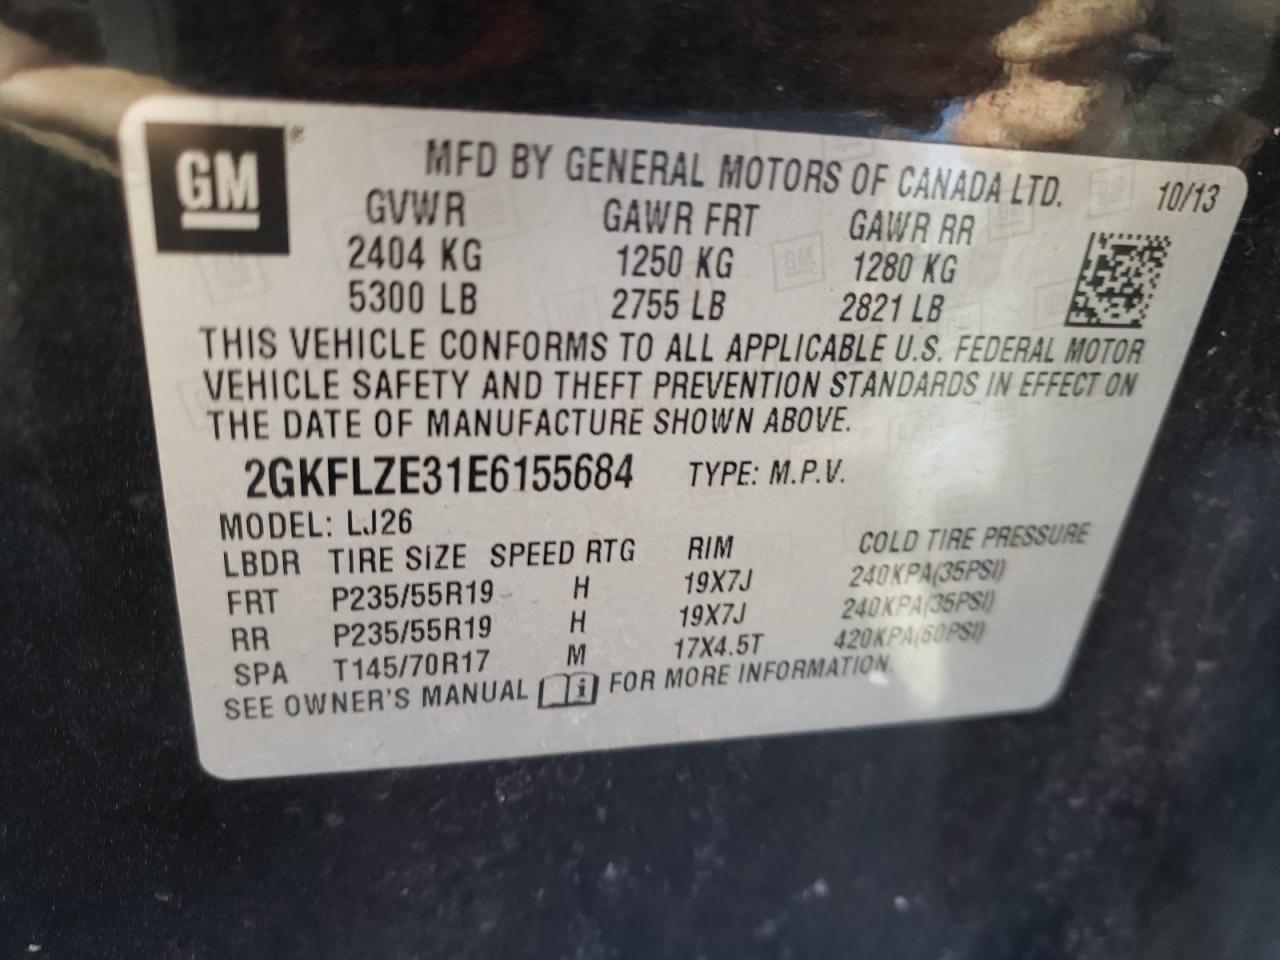 GM ®
MFD BY GENERAL MOTORS OF CANADA LTD. 10/13
GVWR GAWR FRT GAWR RR
2404 KG 1250 KG 1280 KG
5300 LB 2755 LB 2821 LB
THIS VEHICLE CONFORMS TO ALL APPLICABLE U.S. FEDERAL MOTOR
VEHICLE SAFETY AND THEFT PREVENTION STANDARDS IN EFFECT ON
THE DATE OF MANUFACTURE SHOWN ABOVE.
2GKFLZE31E6155684 TYPE: M.P.V.
MODEL: LJ26
LBDR TIRE SIZE SPEED RTG RIM COLD TIRE PRESSURE
FRT P235/55R19 H 19X7J 240KPA(35PSI)
RR P235/55R19 H 19X7J 240KPA(35PSI)
SPA T145/70R17 M 17X4.5T 420KPA(60PSI)
SEE OWNER'S MANUAL FOR MORE INFORMATION.